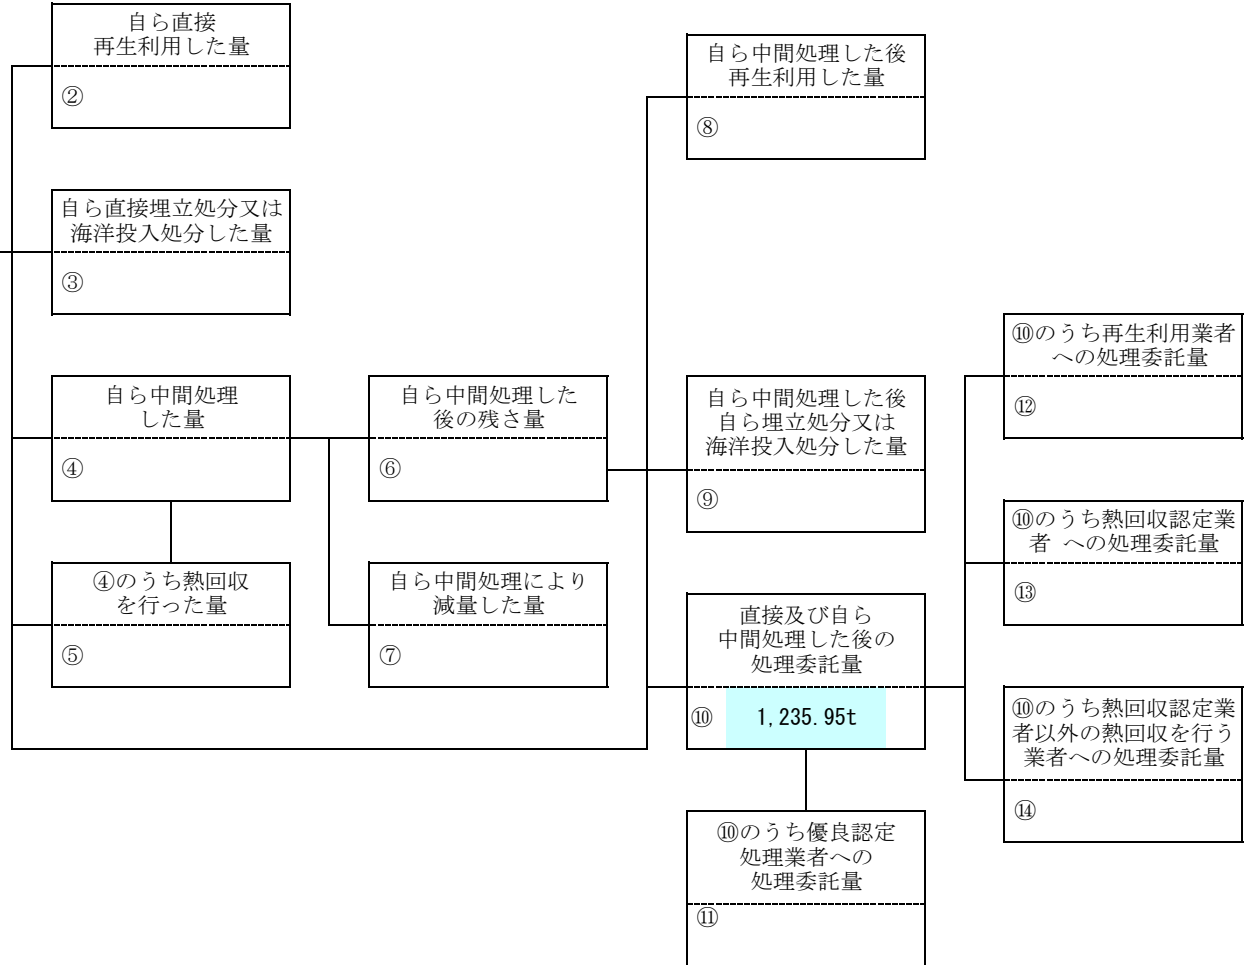 自ら直接
再生利用した量
②
自ら直接埋立処分又は
海洋投入処分した量
③
自ら中間処理
した量
④
④のうち熱回収
を行った量
⑤
自ら中間処理した
後の残さ量
⑥
自ら中間処理により
減量した量
⑦
自ら中間処理した後
再生利用した量
⑧
自ら中間処理した後
自ら埋立処分又は
海洋投入処分した量
⑨
直接及び自ら
中間処理した後の
処理委託量
⑩ 1,235.95t
⑩のうち優良認定
処理業者への
処理委託量
⑪
⑩のうち再生利用業者
への処理委託量
⑫
⑩のうち熱回収認定業
者 への処理委託量
⑬
⑩のうち熱回収認定業
者以外の熱回収を行う
業者への処理委託量
⑭